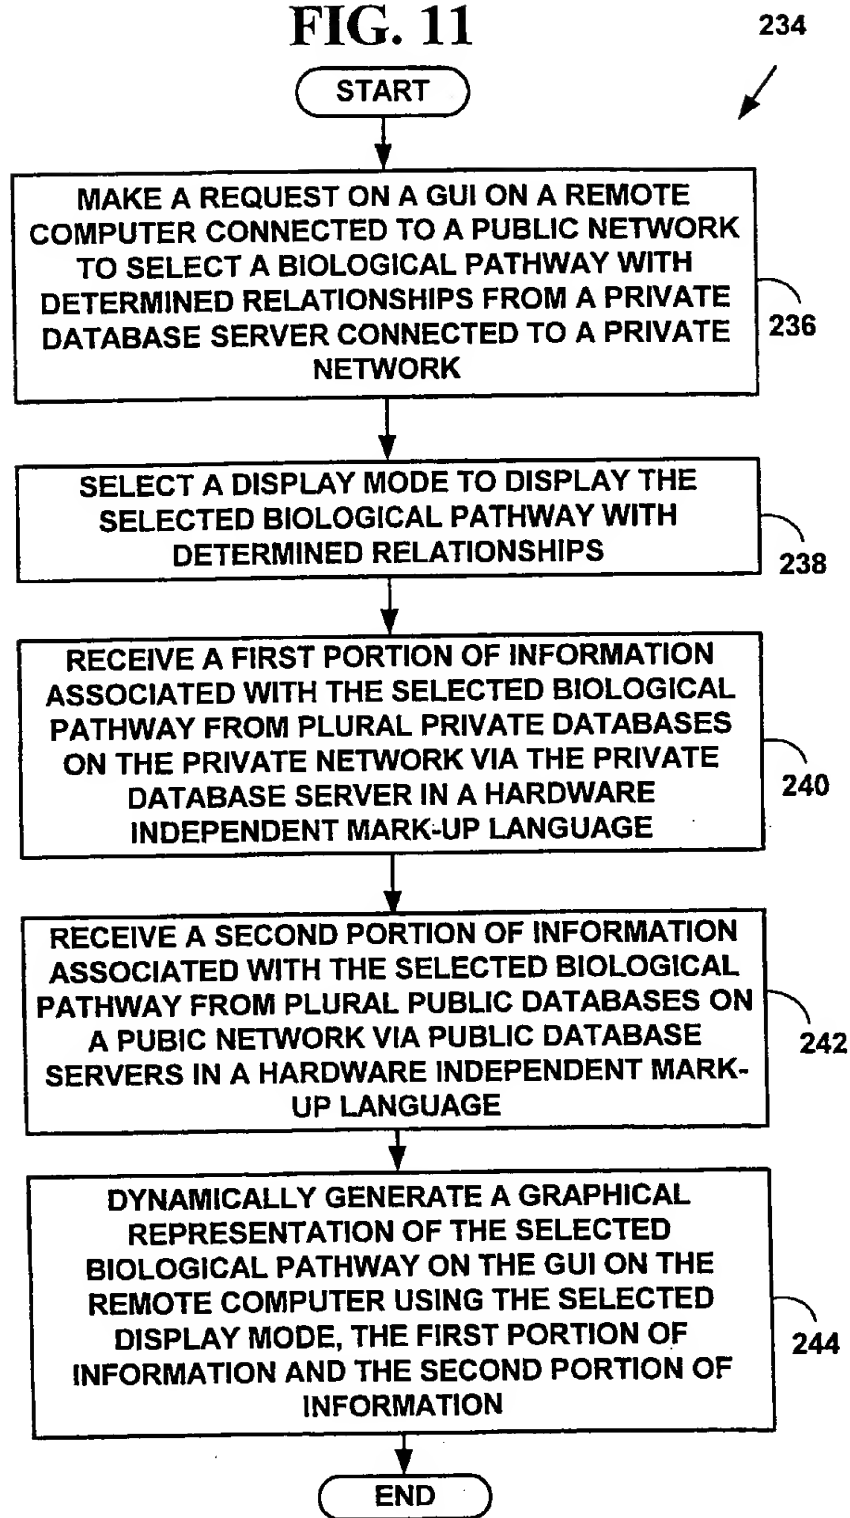 FIG. 11
234
START
MAKE A REQUEST ON A GUI ON A REMOTE
COMPUTER CONNECTED TO A PUBLIC NETWORK
TO SELECT A BIOLOGICAL PATHWAY WITH
DETERMINED RELATIONSHIPS FROM A PRIVATE
DATABASE SERVER CONNECTED TO A PRIVATE
NETWORK
236
SELECT A DISPLAY MODE TO DISPLAY THE
SELECTED BIOLOGICAL PATHWAY WITH
DETERMINED RELATIONSHIPS
238
RECEIVE A FIRST PORTION OF INFORMATION
ASSOCIATED WITH THE SELECTED BIOLOGICAL
PATHWAY FROM PLURAL PRIVATE DATABASES
ON THE PRIVATE NETWORK VIA THE PRIVATE
DATABASE SERVER IN A HARDWARE
INDEPENDENT MARK-UP LANGUAGE
240
RECEIVE A SECOND PORTION OF INFORMATION
ASSOCIATED WITH THE SELECTED BIOLOGICAL
PATHWAY FROM PLURAL PUBLIC DATABASES ON
A PUBIC NETWORK VIA PUBLIC DATABASE
SERVERS IN A HARDWARE INDEPENDENT MARK-
UP LANGUAGE
242
DYNAMICALLY GENERATE A GRAPHICAL
REPRESENTATION OF THE SELECTED
BIOLOGICAL PATHWAY ON THE GUI ON THE
REMOTE COMPUTER USING THE SELECTED
DISPLAY MODE, THE FIRST PORTION OF
INFORMATION AND THE SECOND PORTION OF
INFORMATION
244
END